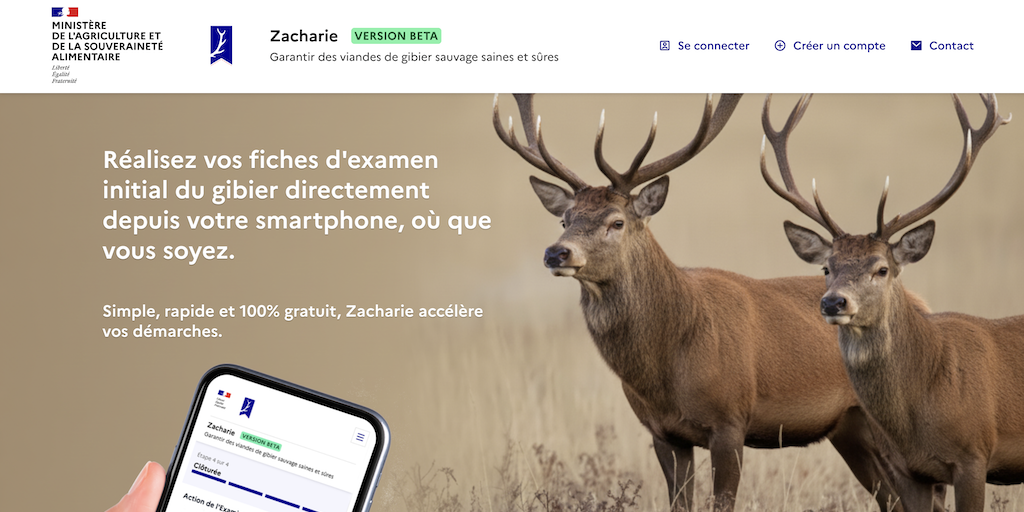 MINISTÈRE
DE L'AGRICULTURE ET
DE LA SOUVERAINETÉ
ALIMENTAIRE
Liberté
Égalité
Fraternité
Zacharie VERSION BETA
Garantir des viandes de gibier sauvage saines et sûres
Se connecter
Créer un compte
Contact
Réalisez vos fiches d'examen
initial du gibier directement
depuis votre smartphone, où que
vous soyez.
Simple, rapide et 100% gratuit, Zacharie accélère
vos démarches.
Zacharie VERSION BETA
Garantir des viandes de gibier sauvage saines et sûres
Étape 4 sur 4
Clôturée
Action de l'Exam